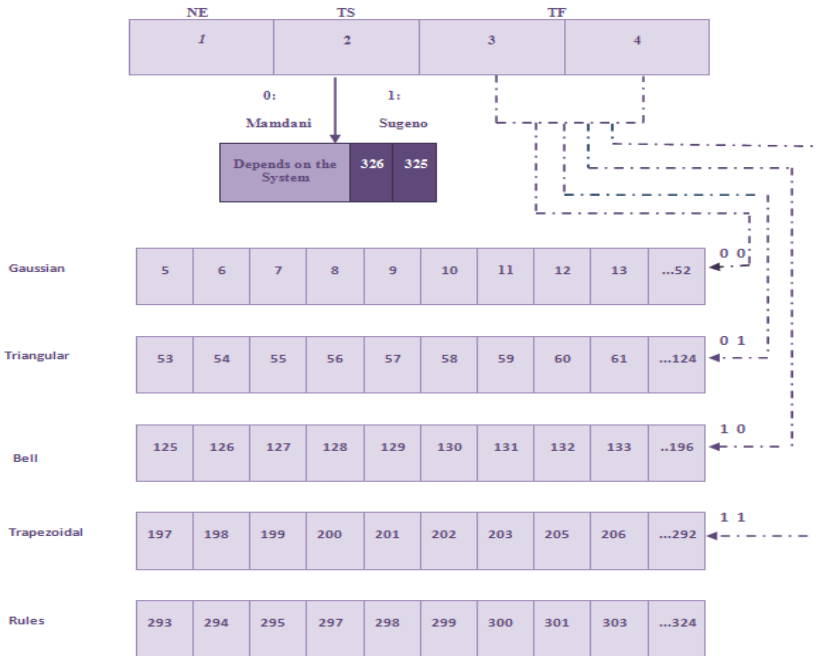 NE TS TF
1 2 3 4
0: 1:
Mamdani Sugeno
Depends on the System 326 325
0 0
Gaussian 5 6 7 8 9 10 11 12 13 ...52
0 1
Triangular 53 54 55 56 57 58 59 60 61 ...124
1 0
Bell 125 126 127 128 129 130 131 132 133 ..196
1 1
Trapezoidal 197 198 199 200 201 202 203 205 206 ...292
Rules 293 294 295 297 298 299 300 301 303 ...324